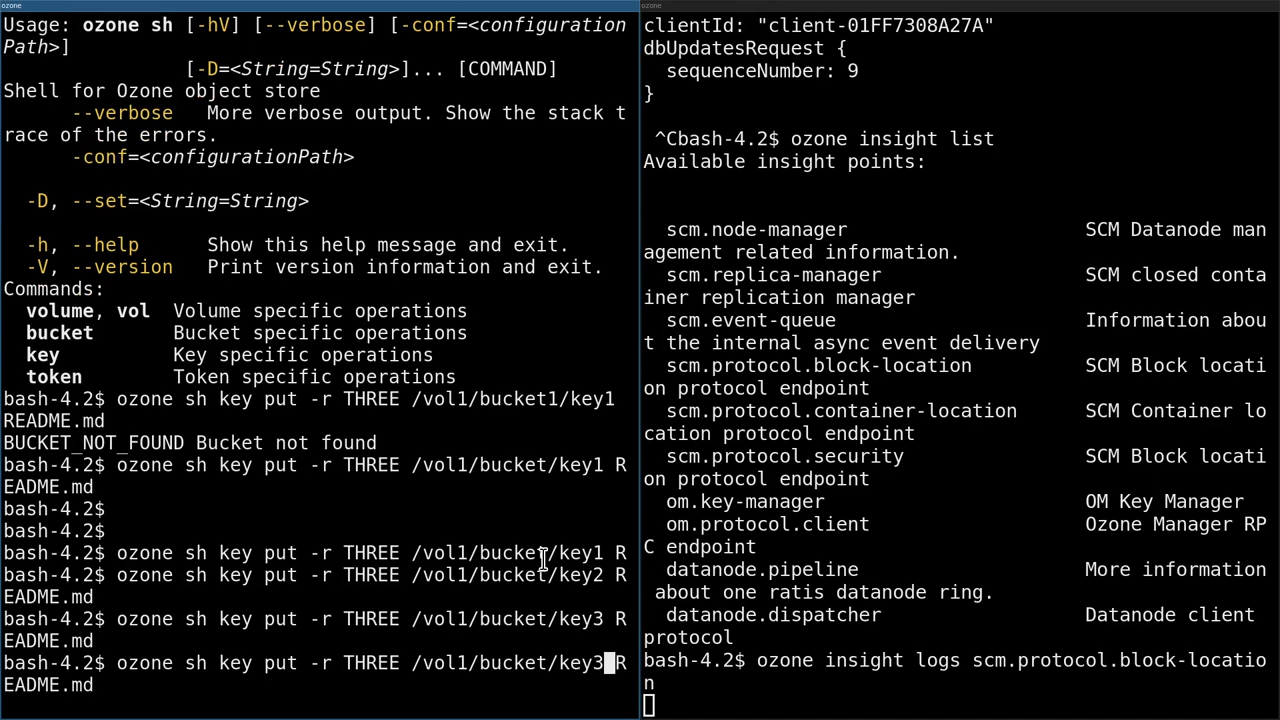 ozone
Usage: ozone sh [-hV] [--verbose] [-conf=<configuration
Path>]
[-D=<String=String>]... [COMMAND]
Shell for Ozone object store
--verbose   More verbose output. Show the stack t
race of the errors.
-conf=<configurationPath>
-D, --set=<String=String>
-h, --help      Show this help message and exit.
-V, --version   Print version information and exit.
Commands:
volume, vol  Volume specific operations
bucket       Bucket specific operations
key          Key specific operations
token        Token specific operations
bash-4.2$ ozone sh key put -r THREE /vol1/bucket1/key1
README.md
BUCKET_NOT_FOUND Bucket not found
bash-4.2$ ozone sh key put -r THREE /vol1/bucket/key1 R
EADME.md
bash-4.2$
bash-4.2$
bash-4.2$ ozone sh key put -r THREE /vol1/bucket/key1 R
bash-4.2$ ozone sh key put -r THREE /vol1/bucket/key2 R
EADME.md
bash-4.2$ ozone sh key put -r THREE /vol1/bucket/key3 R
EADME.md
bash-4.2$ ozone sh key put -r THREE /vol1/bucket/key3 R
EADME.md
ozone
clientId: "client-01FF7308A27A"
dbUpdatesRequest {
sequenceNumber: 9
}
^Cbash-4.2$ ozone insight list
Available insight points:
scm.node-manager                     SCM Datanode man
agement related information.
scm.replica-manager                  SCM closed conta
iner replication manager
scm.event-queue                      Information abou
t the internal async event delivery
scm.protocol.block-location          SCM Block locati
on protocol endpoint
scm.protocol.container-location      SCM Container lo
cation protocol endpoint
scm.protocol.security                SCM Block locati
on protocol endpoint
om.key-manager                       OM Key Manager
om.protocol.client                   Ozone Manager RP
C endpoint
datanode.pipeline                    More information
about one ratis datanode ring.
datanode.dispatcher                  Datanode client
protocol
bash-4.2$ ozone insight logs scm.protocol.block-locatio
n